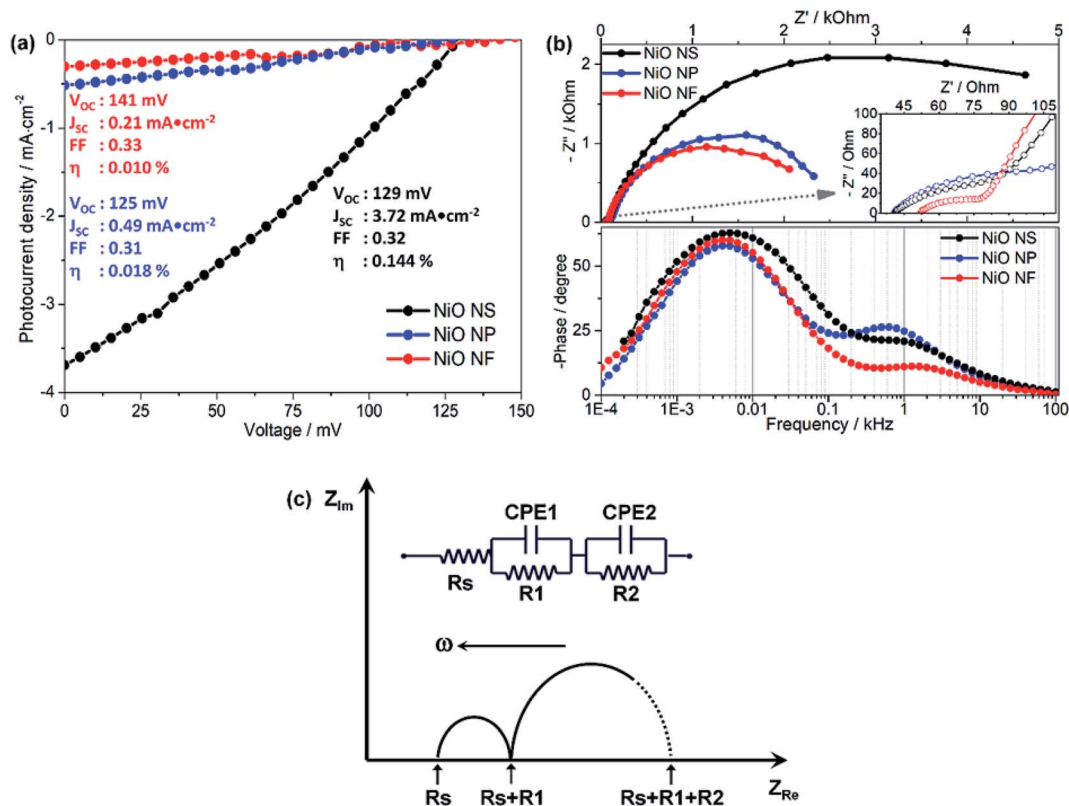 (a)
0
-1
-2
-3
-4
Photocurrent density / mA·cm⁻²
V_OC : 141 mV
J_SC : 0.21 mA•cm⁻²
FF : 0.33
η : 0.010 %
V_OC : 125 mV
J_SC : 0.49 mA•cm⁻²
FF : 0.31
η : 0.018 %
V_OC : 129 mV
J_SC : 3.72 mA•cm⁻²
FF : 0.32
η : 0.144 %
NiO NS
NiO NP
NiO NF
0 25 50 75 100 125 150
Voltage / mV
(b)
Z' / kOhm
0 1 2 3 4 5
NiO NS
NiO NP
NiO NF
2
1
0
- Z'' / kOhm
Z' / Ohm
45 60 75 90 105
100
80
60
40
20
0
- Z'' / Ohm
NiO NS
NiO NP
NiO NF
50
25
0
-Phase / degree
1E-4 1E-3 0.01 0.1 1 10 100
Frequency / kHz
(c)
Z_Im
CPE1 CPE2
Rs R1 R2
ω
Rs Rs+R1 Rs+R1+R2 Z_Re